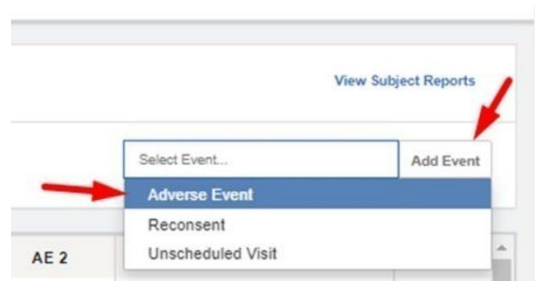 View Subject Reports
Select Event... Add Event
Adverse Event
Reconsent
Unscheduled Visit
AE 2